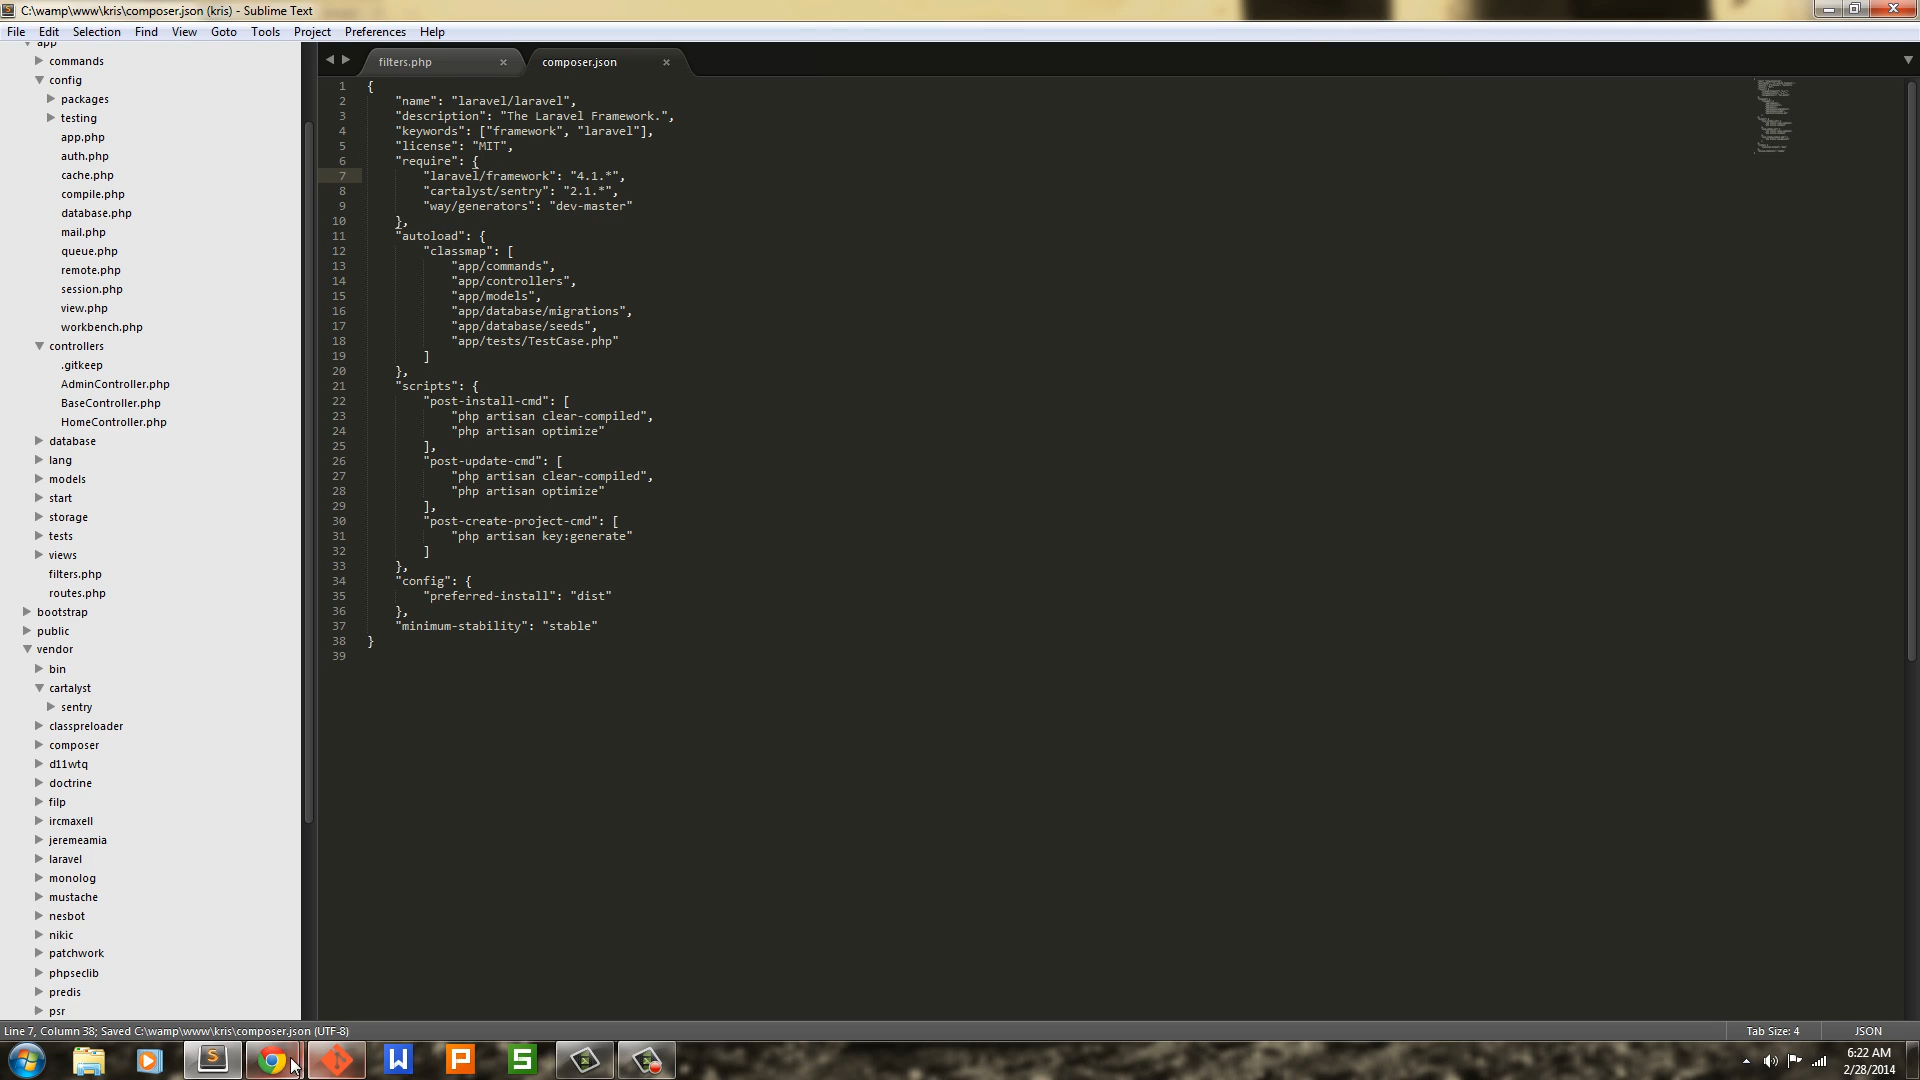 C:\wamp\www\kris\composer.json (kris) - Sublime Text
File Edit Selection Find View Goto Tools Project Preferences Help
app
commands
config
packages
testing
app.php
auth.php
cache.php
compile.php
database.php
mail.php
queue.php
remote.php
session.php
view.php
workbench.php
controllers
.gitkeep
AdminController.php
BaseController.php
HomeController.php
database
lang
models
start
storage
tests
views
filters.php
routes.php
bootstrap
public
vendor
bin
cartalyst
sentry
classpreloader
composer
d11wtq
doctrine
filp
ircmaxell
jeremeamia
laravel
monolog
mustache
nesbot
nikic
patchwork
phpseclib
predis
psr
filters.php × composer.json ×
1 {
2 "name": "laravel/laravel",
3 "description": "The Laravel Framework.",
4 "keywords": ["framework", "laravel"],
5 "license": "MIT",
6 "require": {
7 "laravel/framework": "4.1.*",
8 "cartalyst/sentry": "2.1.*",
9 "way/generators": "dev-master"
10 },
11 "autoload": {
12 "classmap": [
13 "app/commands",
14 "app/controllers",
15 "app/models",
16 "app/database/migrations",
17 "app/database/seeds",
18 "app/tests/TestCase.php"
19 ]
20 },
21 "scripts": {
22 "post-install-cmd": [
23 "php artisan clear-compiled",
24 "php artisan optimize"
25 ],
26 "post-update-cmd": [
27 "php artisan clear-compiled",
28 "php artisan optimize"
29 ],
30 "post-create-project-cmd": [
31 "php artisan key:generate"
32 ]
33 },
34 "config": {
35 "preferred-install": "dist"
36 },
37 "minimum-stability": "stable"
38 }
39
Line 7, Column 38; Saved C:\wamp\www\kris\composer.json (UTF-8) Tab Size: 4 JSON
S W P S
6:22 AM
2/28/2014